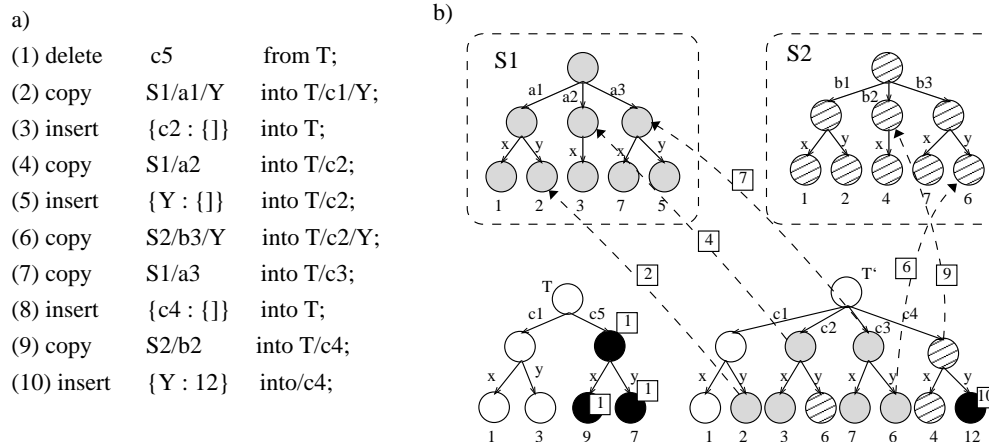 a)
(1) delete c5 from T;
(2) copy S1/a1/Y into T/c1/Y;
(3) insert {c2 : {]} into T;
(4) copy S1/a2 into T/c2;
(5) insert {Y : {]} into T/c2;
(6) copy S2/b3/Y into T/c2/Y;
(7) copy S1/a3 into T/c3;
(8) insert {c4 : {]} into T;
(9) copy S2/b2 into T/c4;
(10) insert {Y : 12} into/c4;
b)
S1
a1 a2 a3
x y x x y
1 2 3 7 5
S2
b1 b2 b3
x y x x y
1 2 4 7 6
7
4
2
6
9
T
c1 c5
1
x y x y
1
1
1 3 9 7
T‘
c1 c2 c3 c4
x y x y x y x y
10
1 2 3 6 7 6 4 12